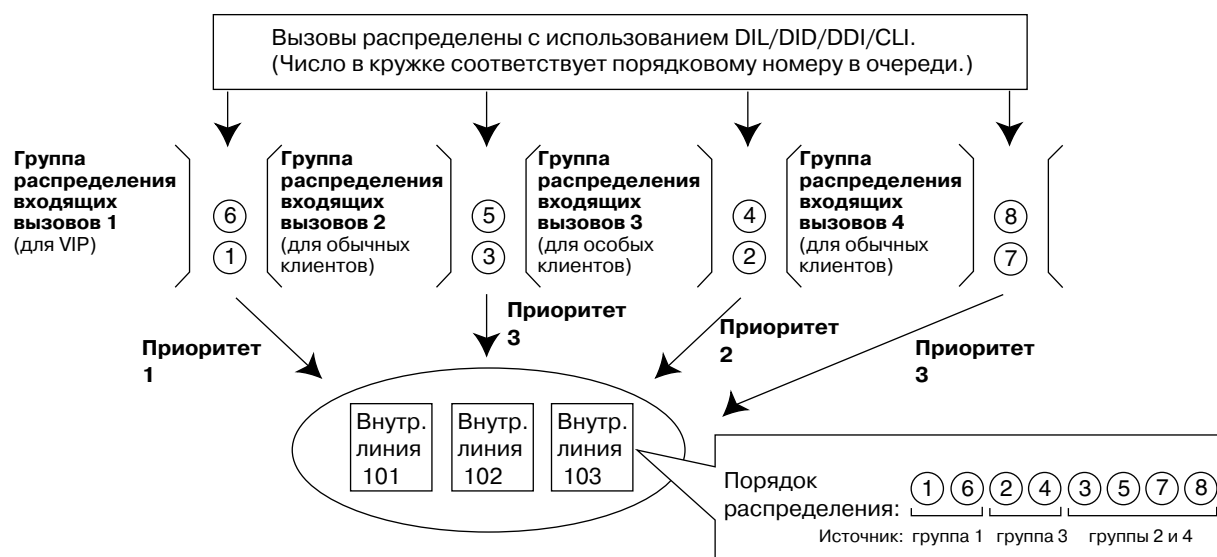 Вызовы распределены с использованием DIL/DID/DDI/CLI.
(Число в кружке соответствует порядковому номеру в очереди.)
Группа
распределения
входящих
вызовов 1
(для VIP)
6
1
Группа
распределения
входящих
вызовов 2
(для обычных
клиентов)
5
3
Группа
распределения
входящих
вызовов 3
(для особых
клиентов)
4
2
Группа
распределения
входящих
вызовов 4
(для обычных
клиентов)
8
7
Приоритет
1
Приоритет
3
Приоритет
2
Приоритет
3
Внутр.
линия
101
Внутр.
линия
102
Внутр.
линия
103
Порядок
распределения: 1 6 2 4 3 5 7 8
Источник: группа 1 группа 3 группы 2 и 4